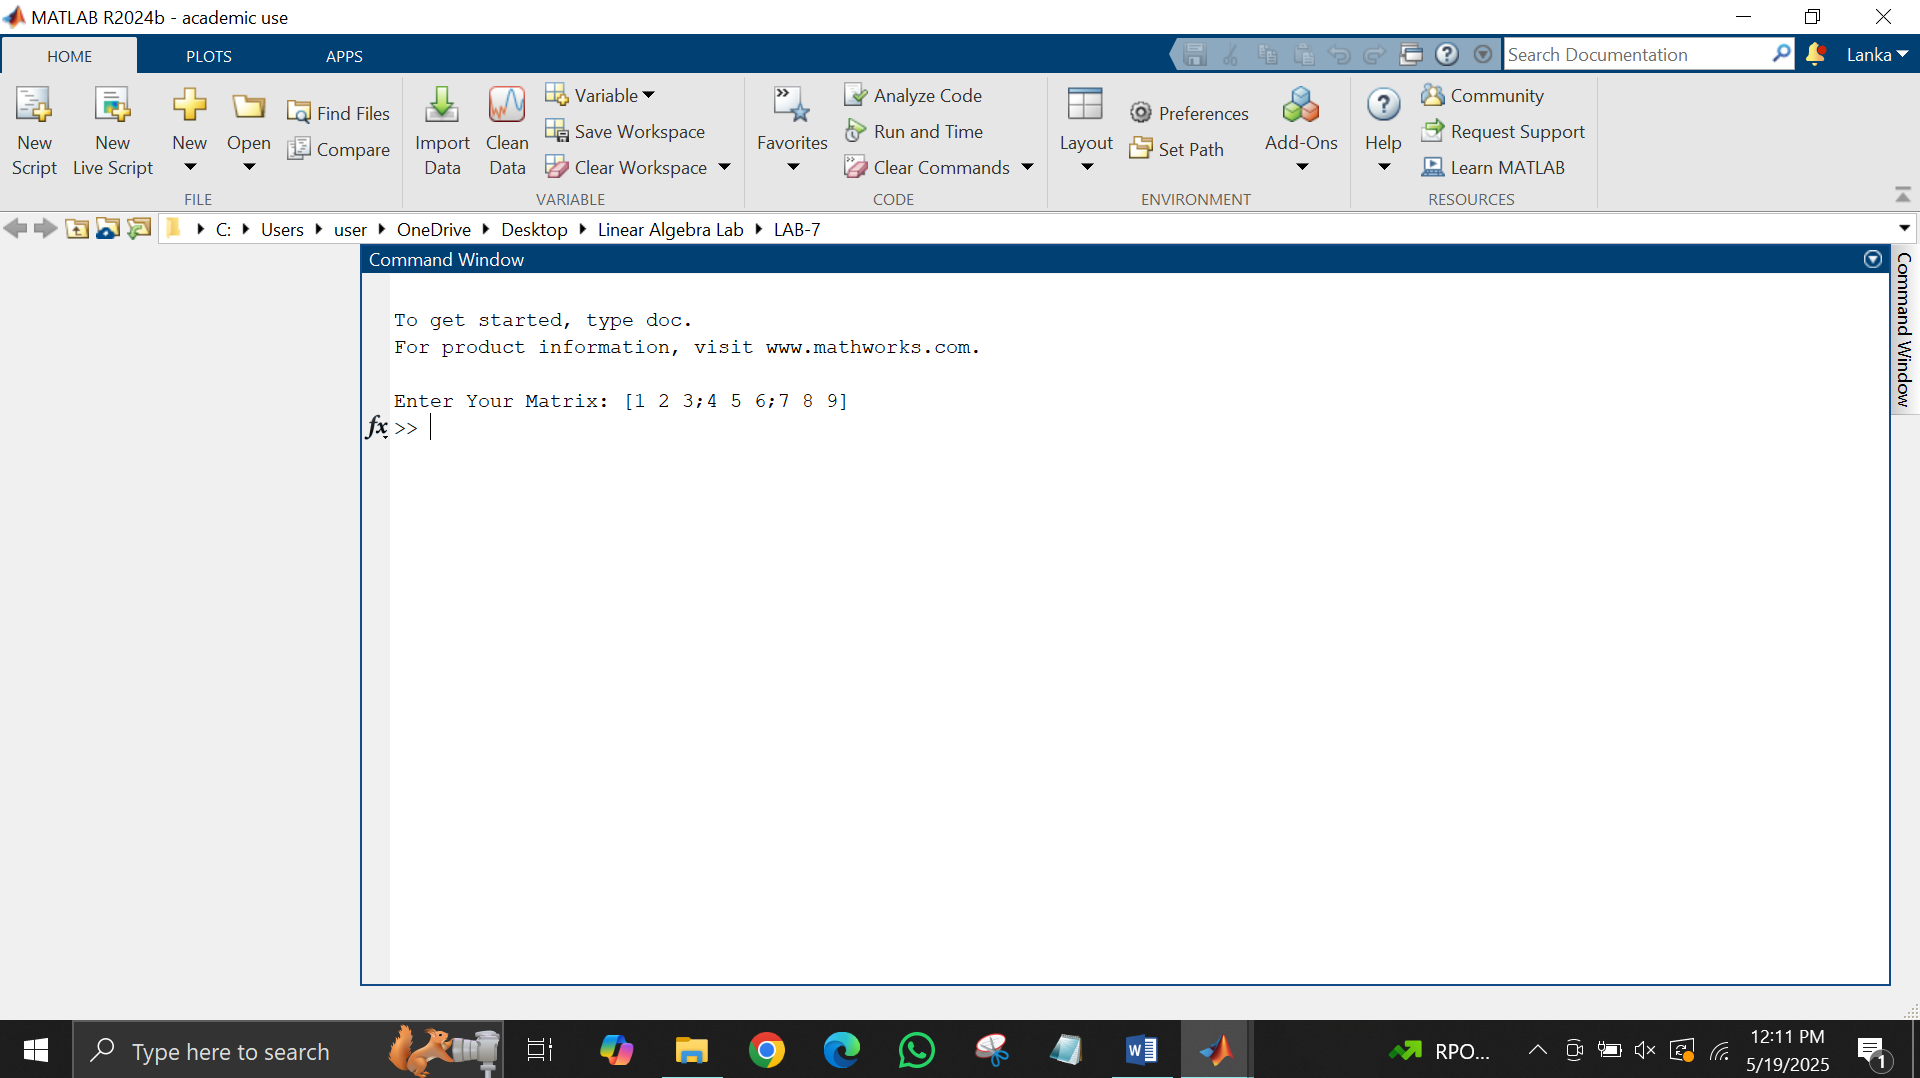 MATLAB R2024b - academic use
HOME PLOTS APPS
Search Documentation
Lanka
New Script
New Live Script
New
Open
Find Files
Compare
FILE
Import Data
Clean Data
Variable
Save Workspace
Clear Workspace
VARIABLE
Favorites
Analyze Code
Run and Time
Clear Commands
CODE
Layout
Preferences
Set Path
Add-Ons
ENVIRONMENT
Help
Community
Request Support
Learn MATLAB
RESOURCES
C: Users user OneDrive Desktop Linear Algebra Lab LAB-7
Command Window
Command Window
To get started, type doc.
For product information, visit www.mathworks.com.
Enter Your Matrix: [1 2 3;4 5 6;7 8 9]
fx >>
Type here to search
RPO...
12:11 PM
5/19/2025
1